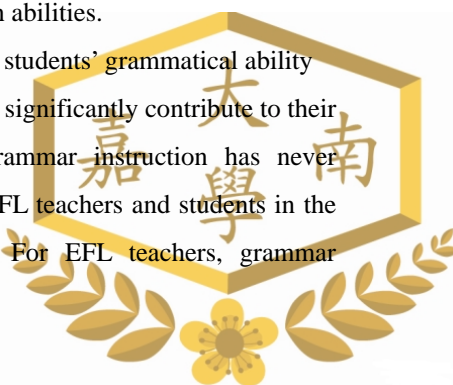 n abilities.
students’ grammatical ability
significantly contribute to their
rammar instruction has never
FL teachers and students in the
For EFL teachers, grammar
大
嘉 南
學